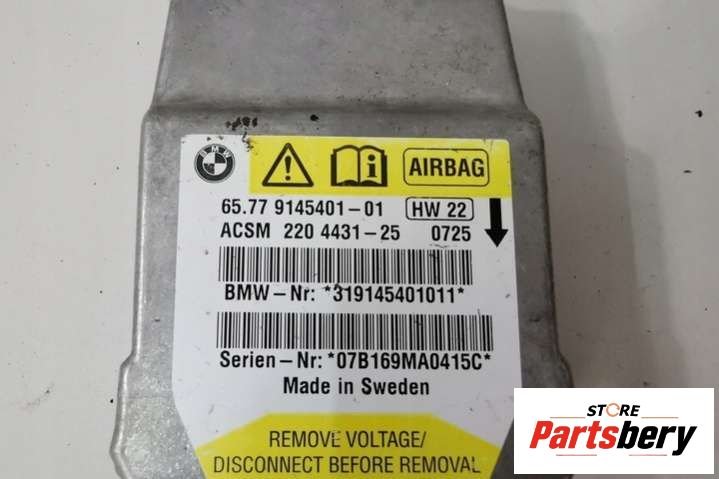 BMW
AIRBAG
65.77 9145401-01 HW 22
ACSM 220 4431-25 0725
BMW-Nr: *319145401011*
Serien-Nr: *07B169MA0415C*
Made in Sweden
REMOVE VOLTAGE/
DISCONNECT BEFORE REMOVAL
STORE
Partsbery